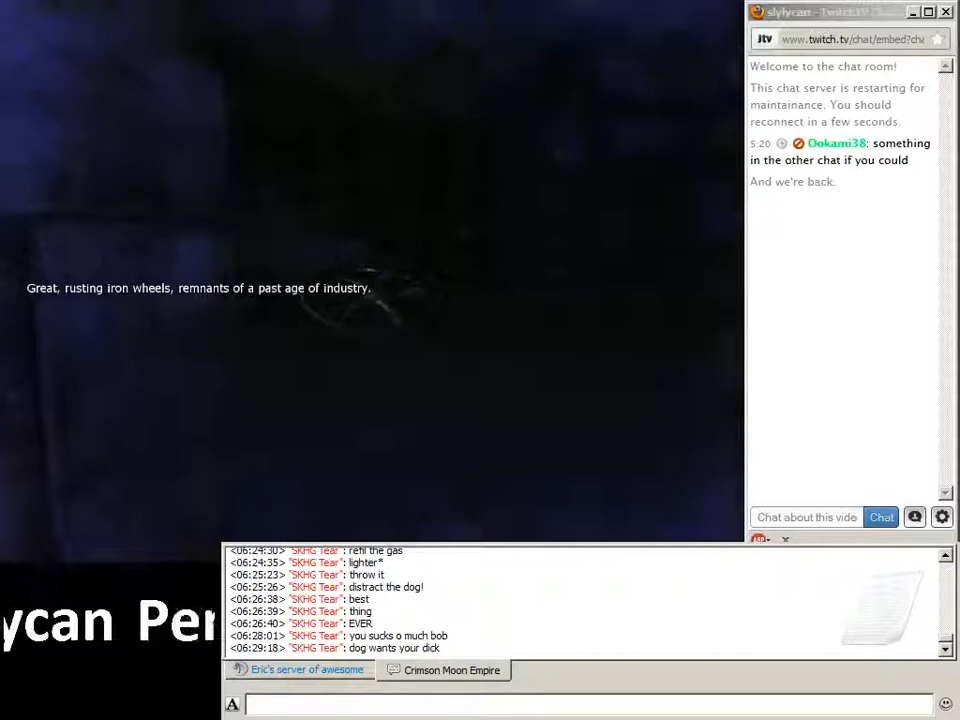 slylycan - TwitchTV
Jtv www.twitch.tv/chat/embed?cha
Welcome to the chat room!
This chat server is restarting for
maintainance. You should
reconnect in a few seconds.
5:20 Ookami38: something
in the other chat if you could
And we're back.
Great, rusting iron wheels, remnants of a past age of industry.
Chat about this vide Chat
<06:24:30> "SKHG Tear": refil the gas
<06:24:35> "SKHG Tear": lighter*
<06:25:23> "SKHG Tear": throw it
<06:25:26> "SKHG Tear": distract the dog!
<06:26:38> "SKHG Tear": best
<06:26:39> "SKHG Tear": thing
<06:26:40> "SKHG Tear": EVER
<06:28:01> "SKHG Tear": you sucks o much bob
<06:29:18> "SKHG Tear": dog wants your dick
ycan Per
Eric's server of awesome Crimson Moon Empire
A